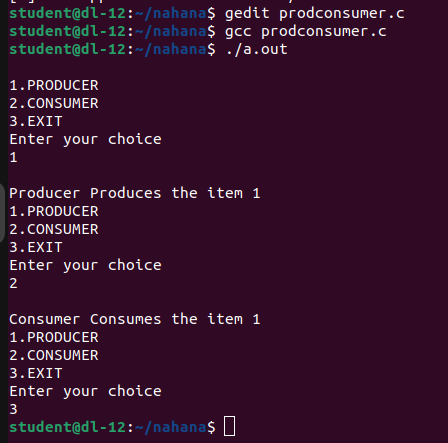 student@dl-12:~/nahana$ gedit prodconsumer.c
student@dl-12:~/nahana$ gcc prodconsumer.c
student@dl-12:~/nahana$ ./a.out
1.PRODUCER
2.CONSUMER
3.EXIT
Enter your choice
1
Producer Produces the item 1
1.PRODUCER
2.CONSUMER
3.EXIT
Enter your choice
2
Consumer Consumes the item 1
1.PRODUCER
2.CONSUMER
3.EXIT
Enter your choice
3
student@dl-12:~/nahana$